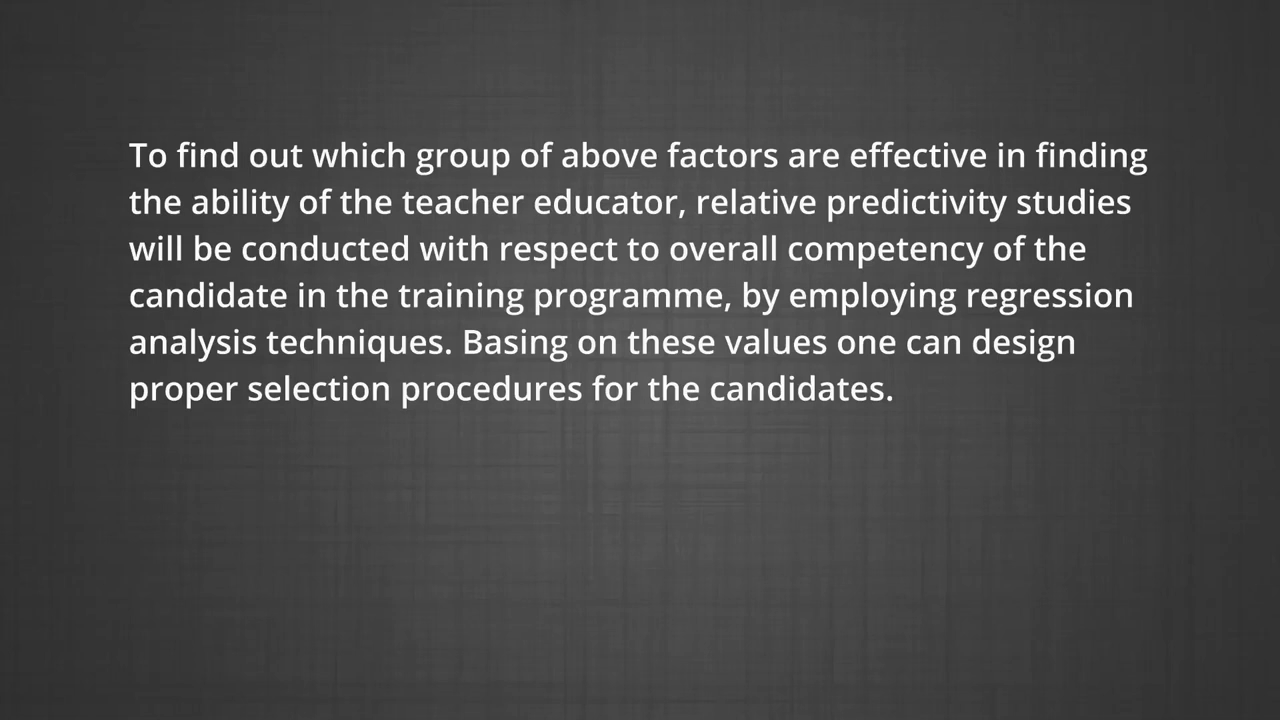 To find out which group of above factors are effective in finding
the ability of the teacher educator, relative predictivity studies
will be conducted with respect to overall competency of the
candidate in the training programme, by employing regression
analysis techniques. Basing on these values one can design
proper selection procedures for the candidates.